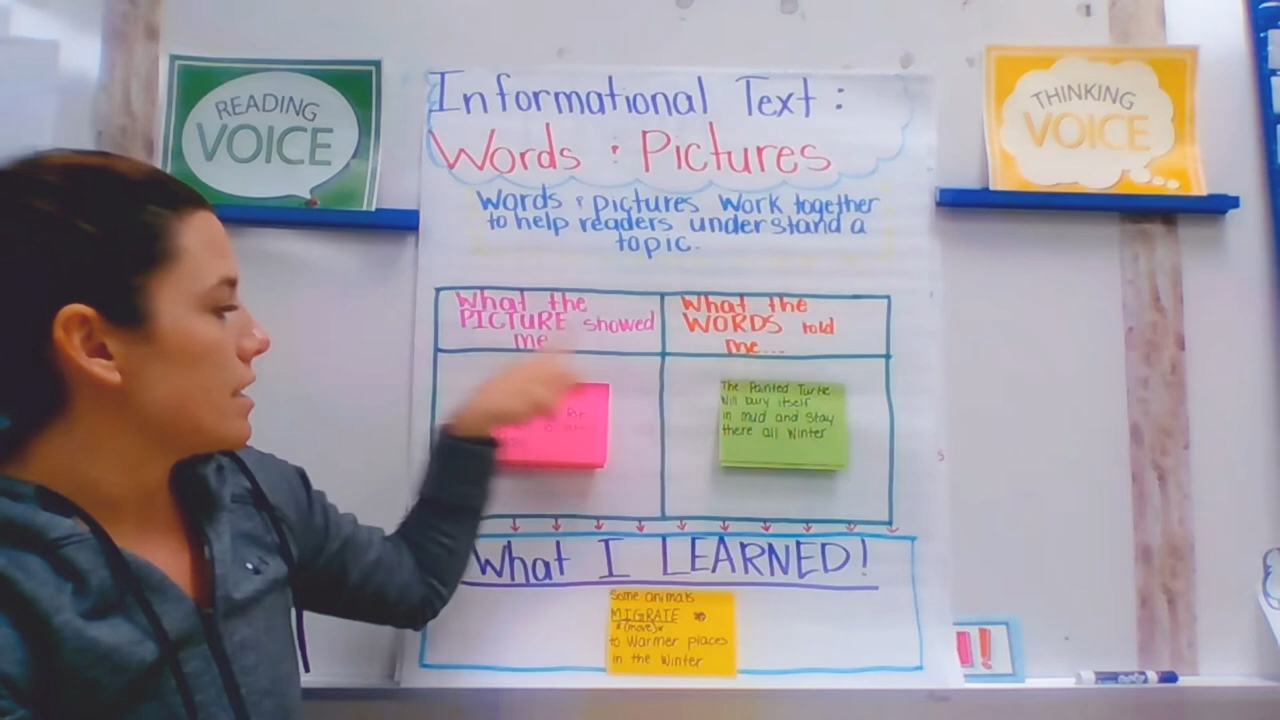 READING
VOICE
THINKING
VOICE
Informational Text:
Words & Pictures
Words & pictures work together
to help readers understand a
topic.
What the
PICTURE showed
me
What the
WORDS told
me...
The Painted Turtle
will bury itself
in mud and stay
there all winter
What I LEARNED!
Some animals
MIGRATE
*(move)*
to warmer places
in the winter